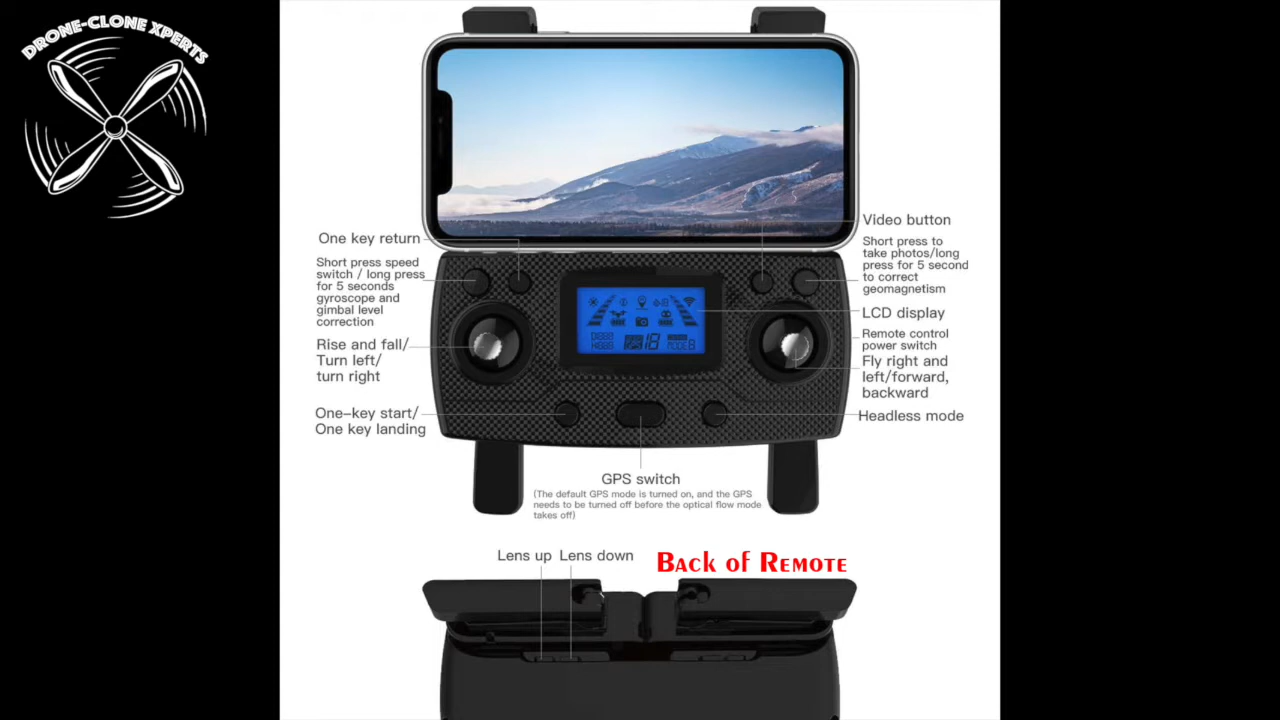 DRONE-CLONE XPERTS
One key return
Short press speed
switch / long press
for 5 seconds
gyroscope and
gimbal level
correction
Rise and fall/
Turn left/
turn right
One-key start/
One key landing
Video button
Short press to
take photos/long
press for 5 second
to correct
geomagnetism
LCD display
Remote control
power switch
Fly right and
left/forward,
backward
Headless mode
GPS switch
(The default GPS mode is turned on, and the GPS
needs to be turned off before the optical flow mode
takes off)
Lens up Lens down
Back of Remote